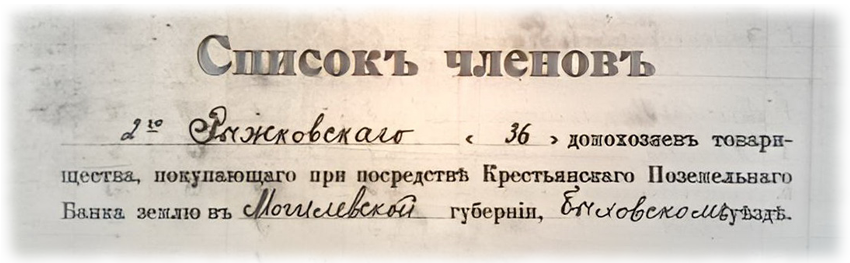 Списокъ членовъ
2го Рыжковскаго « 36 » домохозяевъ товари-
щества, покупающаго при посредствѣ Крестьянскаго Поземельнаго
Банка землю въ Могилевской губерніи, Быховскомъ уѣздѣ.